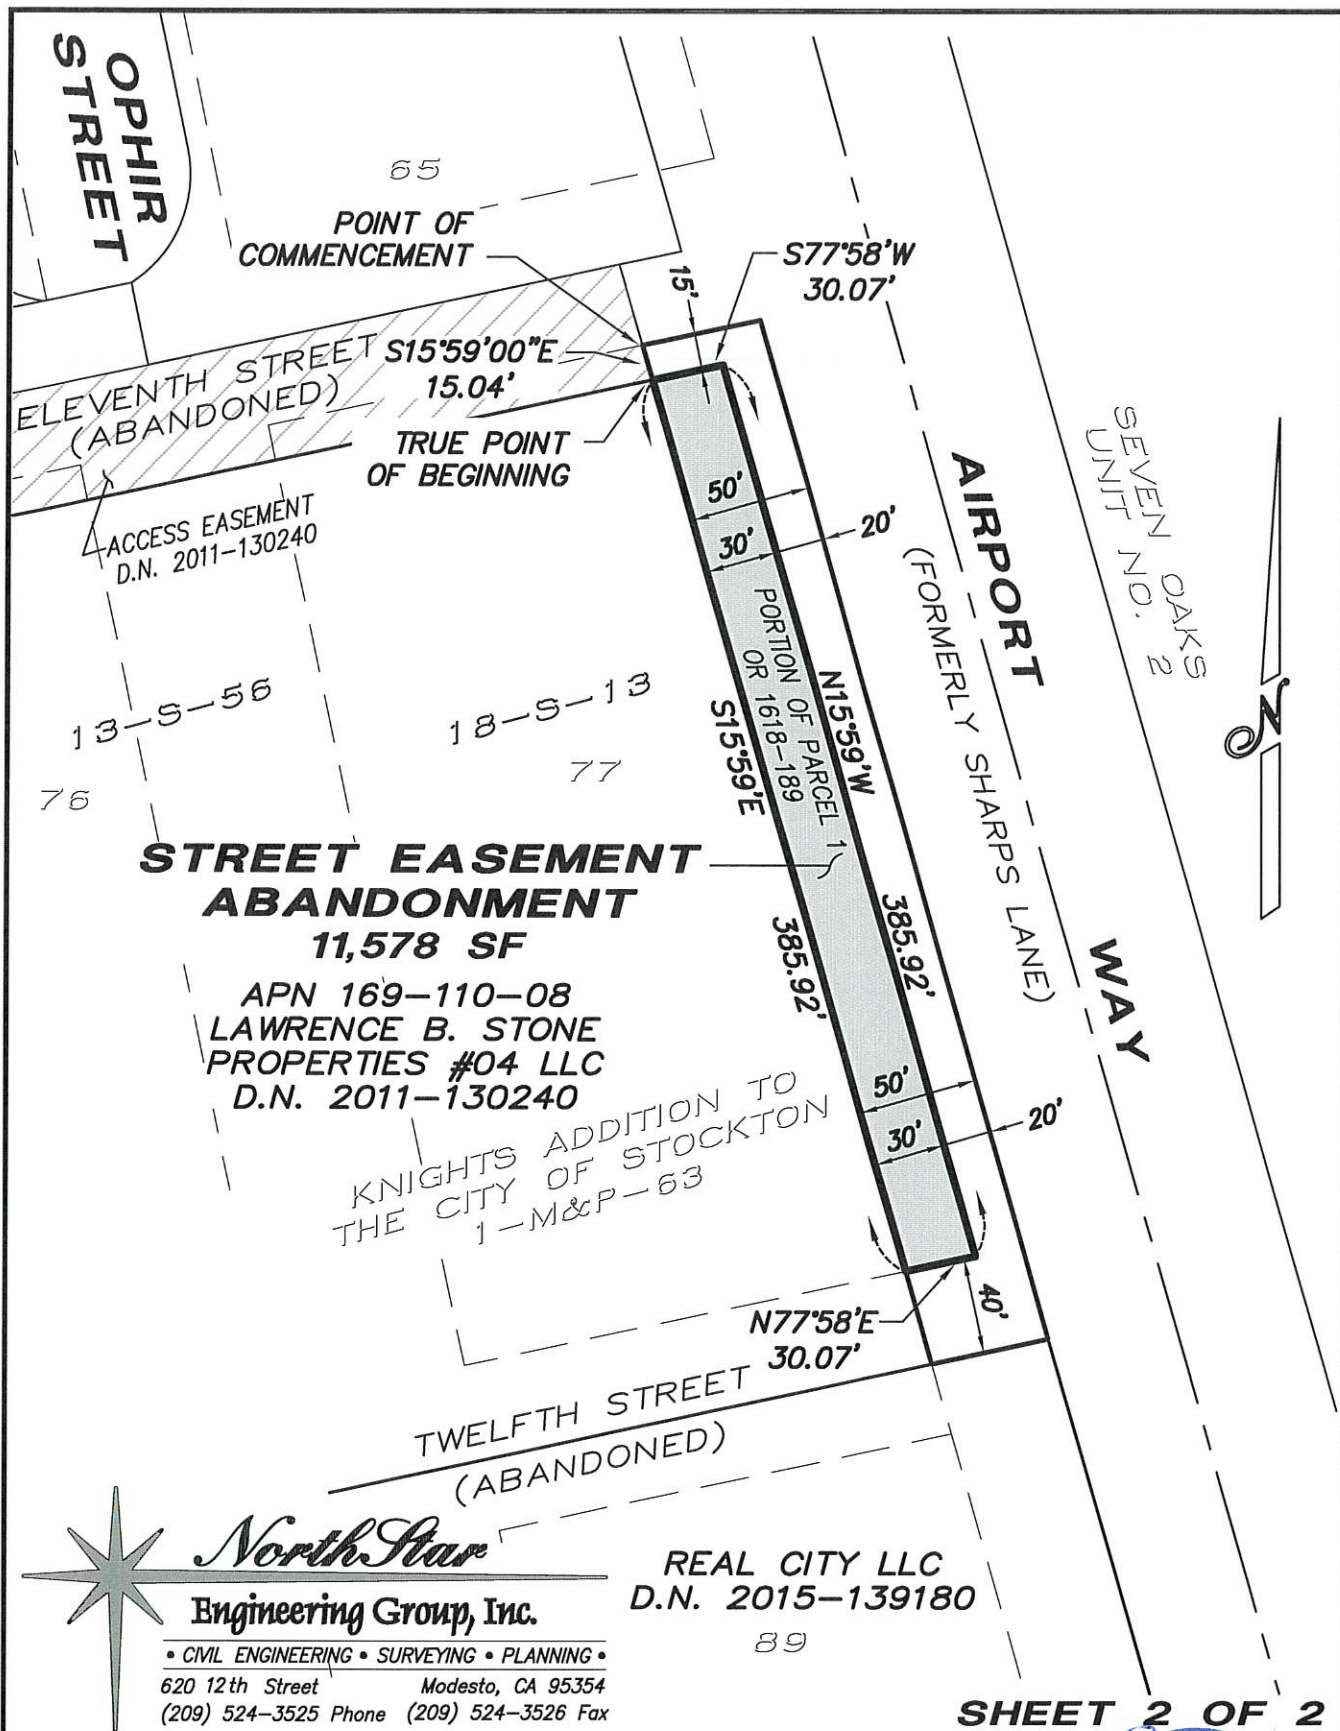 OPHIR
STREET
65
POINT OF
COMMENCEMENT
S77°58'W
30.07'
15'
ELEVENTH STREET
(ABANDONED)
S15°59'00"E
15.04'
TRUE POINT
OF BEGINNING
ACCESS EASEMENT
D.N. 2011-130240
50'
30'
20'
AIRPORT
WAY
(FORMERLY SHARPS LANE)
SEVEN OAKS
UNIT NO. 2
N
PORTION OF PARCEL 1
OR 1618-189
N15°59'W
385.92'
S15°59'E
385.92'
13-S-56
18-S-13
76
77
STREET EASEMENT
ABANDONMENT
11,578 SF
APN 169-110-08
LAWRENCE B. STONE
PROPERTIES #04 LLC
D.N. 2011-130240
50'
30'
20'
KNIGHTS ADDITION TO
THE CITY OF STOCKTON
1-M&P-63
N77°58'E
30.07'
40'
TWELFTH STREET
(ABANDONED)
NorthStar
Engineering Group, Inc.
• CIVIL ENGINEERING • SURVEYING • PLANNING •
620 12th Street Modesto, CA 95354
(209) 524-3525 Phone (209) 524-3526 Fax
REAL CITY LLC
D.N. 2015-139180
89
SHEET 2 OF 2